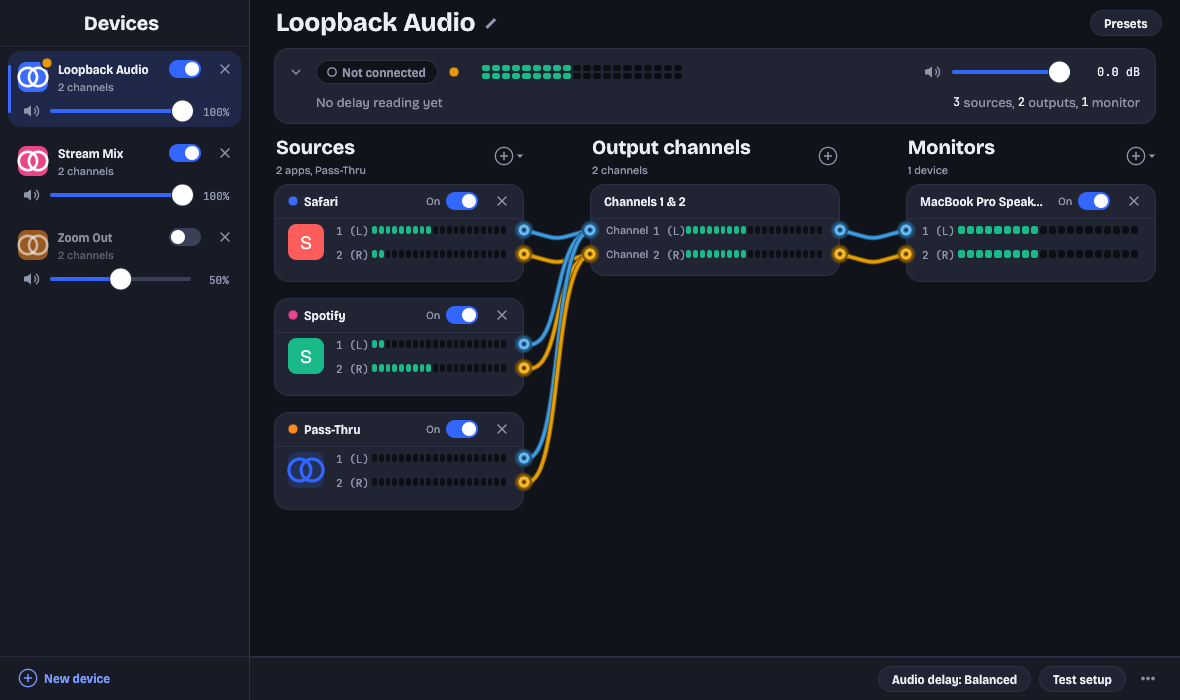 Devices
Loopback Audio
2 channels
100%
Stream Mix
2 channels
100%
Zoom Out
2 channels
50%
New device
Loopback Audio
Presets
Not connected
0.0 dB
No delay reading yet
3 sources, 2 outputs, 1 monitor
Sources
2 apps, Pass-Thru
Safari
On
S
1 (L)
2 (R)
Spotify
On
S
1 (L)
2 (R)
Pass-Thru
On
1 (L)
2 (R)
Output channels
2 channels
Channels 1 & 2
Channel 1 (L)
Channel 2 (R)
Monitors
1 device
MacBook Pro Speak...
On
1 (L)
2 (R)
Audio delay: Balanced
Test setup